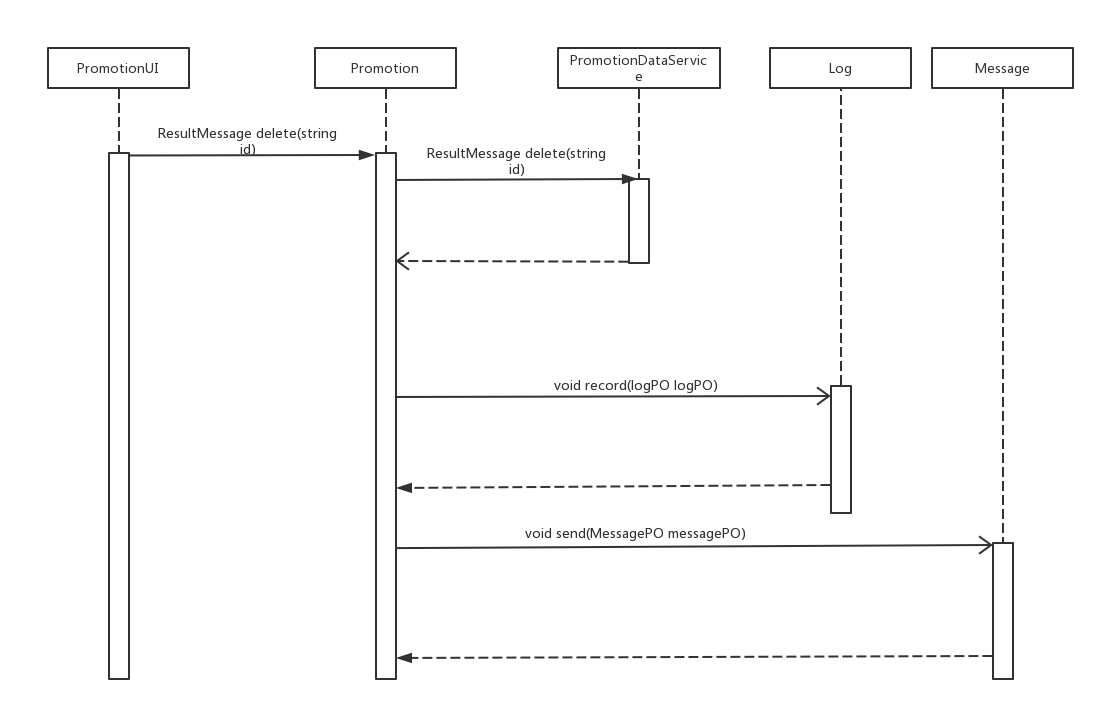 PromotionUI
Promotion
PromotionDataServic
e
Log
Message
ResultMessage delete(string
id)
ResultMessage delete(string
id)
void record(logPO logPO)
void send(MessagePO messagePO)